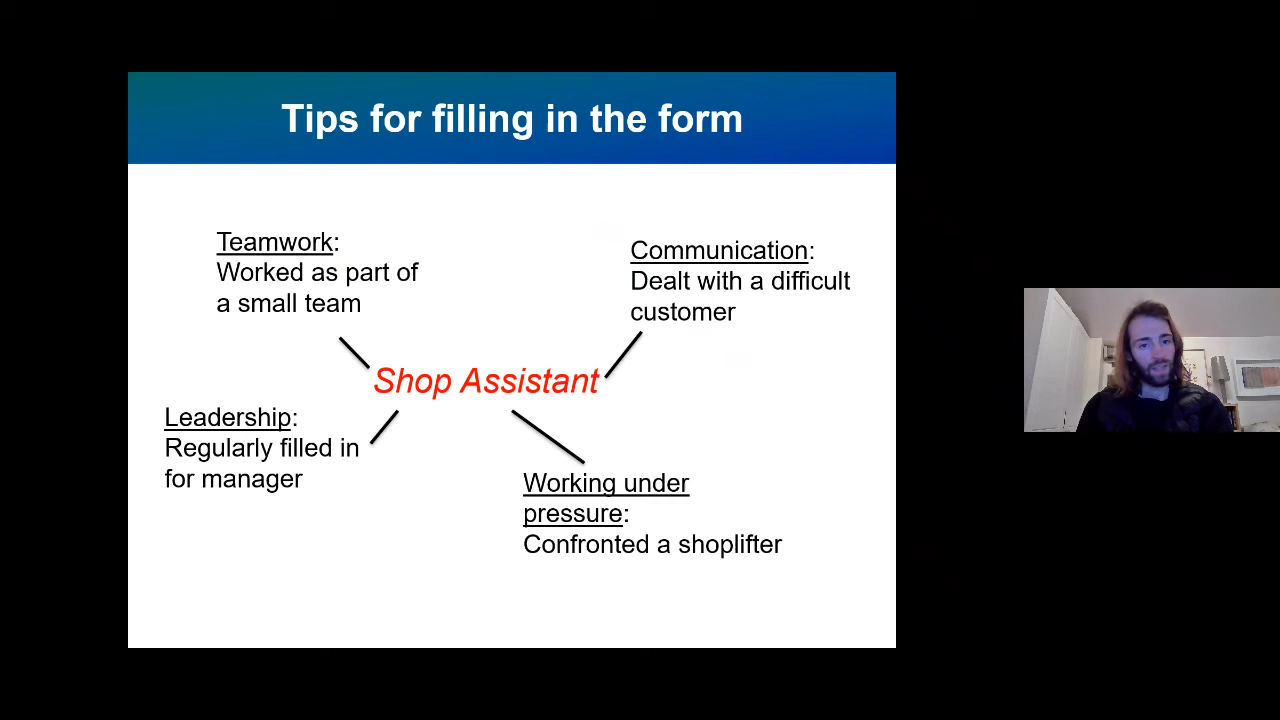 Tips for filling in the form
Teamwork:
Worked as part of
a small team
Communication:
Dealt with a difficult
customer
Shop Assistant
Leadership:
Regularly filled in
for manager
Working under
pressure:
Confronted a shoplifter